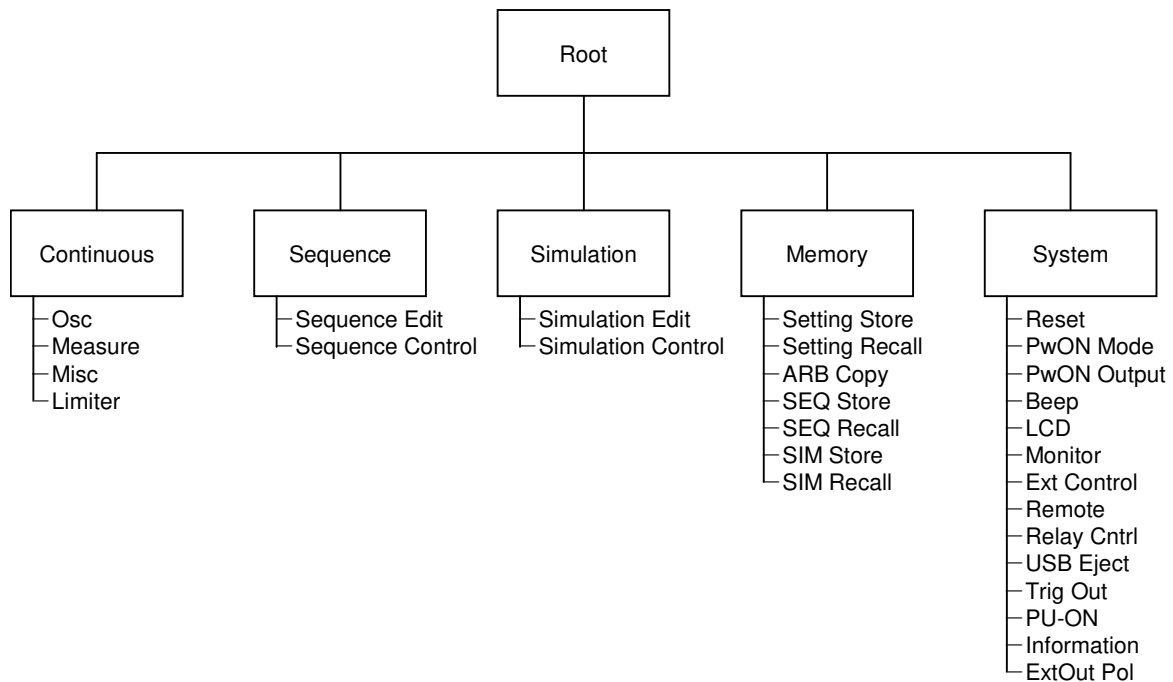 Root
Continuous
Osc
Measure
Misc
Limiter
Sequence
Sequence Edit
Sequence Control
Simulation
Simulation Edit
Simulation Control
Memory
Setting Store
Setting Recall
ARB Copy
SEQ Store
SEQ Recall
SIM Store
SIM Recall
System
Reset
PwON Mode
PwON Output
Beep
LCD
Monitor
Ext Control
Remote
Relay Cntrl
USB Eject
Trig Out
PU-ON
Information
ExtOut Pol